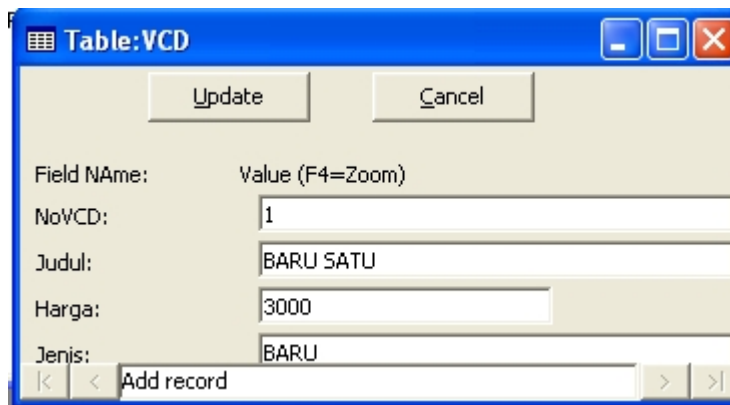 Table:VCD
Update Cancel
Field NAme: Value (F4=Zoom)
NoVCD: 1
Judul: BARU SATU
Harga: 3000
Jenis: BARU
Add record